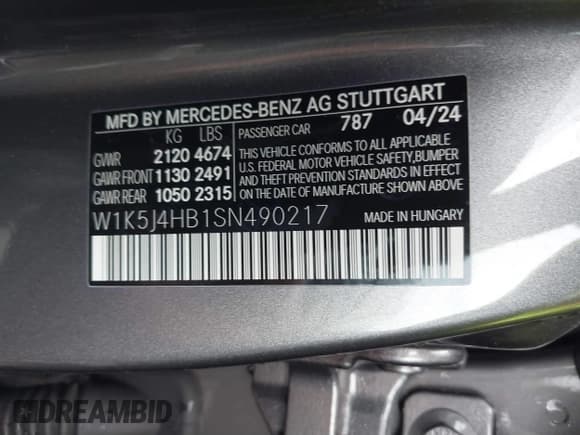 MFD BY MERCEDES-BENZ AG STUTTGART
KG LBS
PASSENGER CAR 787 04/24
GVWR 2120 4674
GAWR FRONT 1130 2491
GAWR REAR 1050 2315
THIS VEHICLE CONFORMS TO ALL APPLICABLE
U.S. FEDERAL MOTOR VEHICLE SAFETY,BUMPER
AND THEFT PREVENTION STANDARDS IN EFFECT
ON THE DATE OF MANUFACTURE SHOWN ABOVE
W1K5J4HB1SN490217
MADE IN HUNGARY
DREAMBID